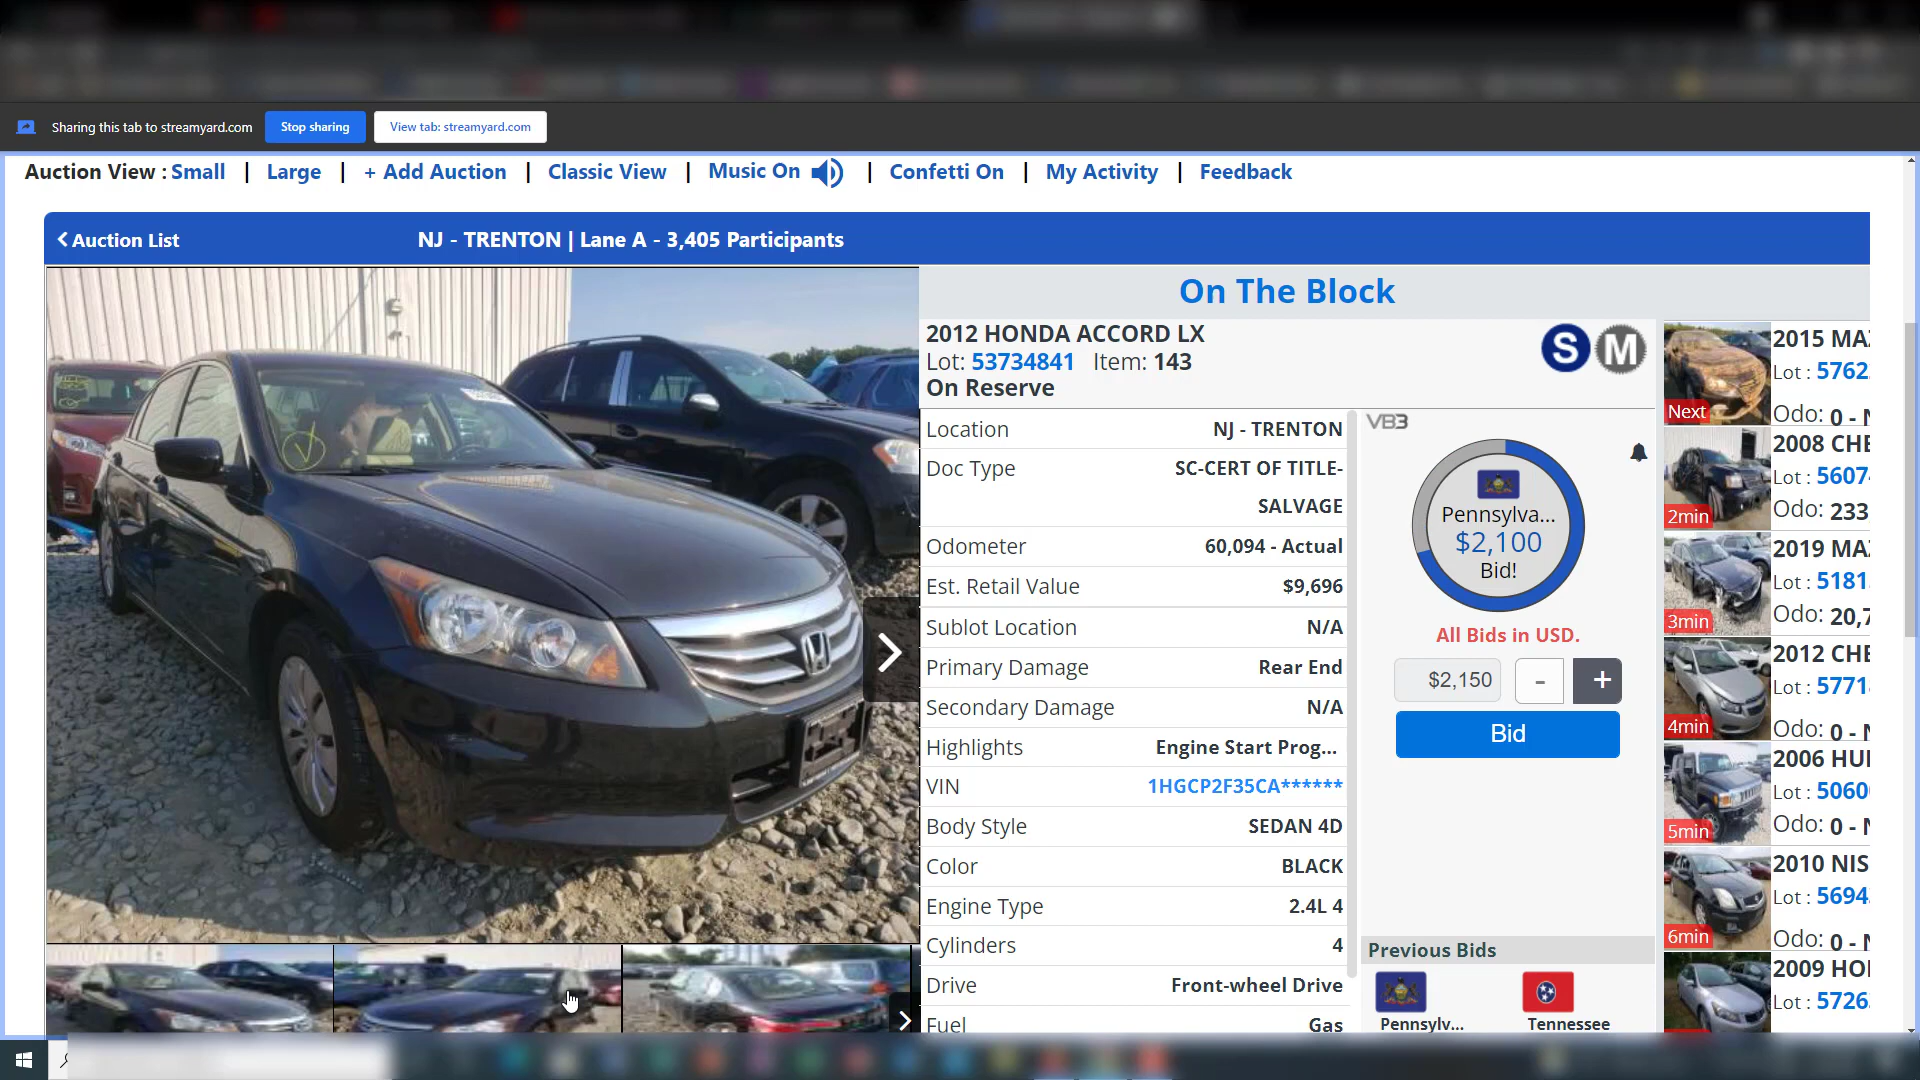 Sharing this tab to streamyard.com
Stop sharing
View tab: streamyard.com
Auction View : Small | Large | + Add Auction | Classic View | Music On | Confetti On | My Activity | Feedback
Auction List
NJ - TRENTON | Lane A - 3,405 Participants
On The Block
2012 HONDA ACCORD LX
Lot: 53734841 Item: 143
On Reserve
S M
Location NJ - TRENTON
Doc Type SC-CERT OF TITLE-
SALVAGE
Odometer 60,094 - Actual
Est. Retail Value $9,696
Sublot Location N/A
Primary Damage Rear End
Secondary Damage N/A
Highlights Engine Start Prog...
VIN 1HGCP2F35CA******
Body Style SEDAN 4D
Color BLACK
Engine Type 2.4L 4
Cylinders 4
Drive Front-wheel Drive
Fuel Gas
VB3
Pennsylva...
$2,100
Bid!
All Bids in USD.
$2,150 - +
Bid
Previous Bids
Pennsylv... Tennessee
Next
2015 MAZ
Lot : 5762
Odo: 0 - N
2min
2008 CHE
Lot : 5607
Odo: 233
3min
2019 MAZ
Lot : 5181
Odo: 20,7
4min
2012 CHE
Lot : 5771
Odo: 0 - N
5min
2006 HU
Lot : 5060
Odo: 0 - N
6min
2010 NIS
Lot : 5694
Odo: 0 - N
2009 HO
Lot : 5726